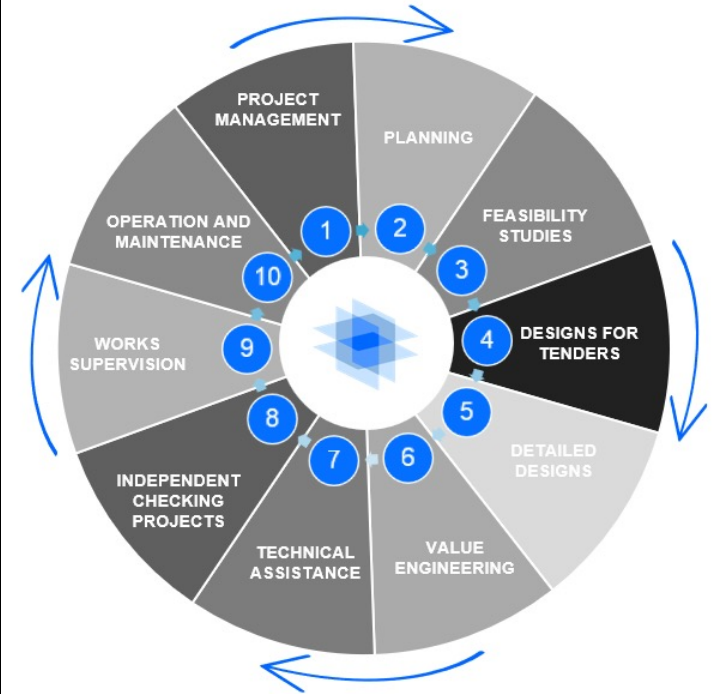 1
PROJECT
MANAGEMENT
2
PLANNING
3
FEASIBILITY
STUDIES
4
DESIGNS FOR
TENDERS
5
DETAILED
DESIGNS
6
VALUE
ENGINEERING
7
TECHNICAL
ASSISTANCE
8
INDEPENDENT
CHECKING
PROJECTS
9
WORKS
SUPERVISION
10
OPERATION AND
MAINTENANCE